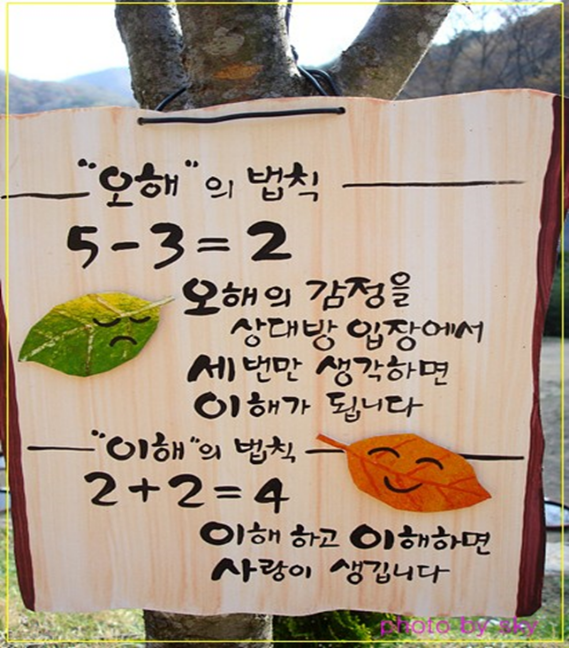 "오해"의 법칙
5-3=2
오해의 감정을
상대방 입장에서
세번만 생각하면
이해가 됩니다
"이해"의 법칙
2+2=4
이해 하고 이해하면
사랑이 생깁니다
photo by sky